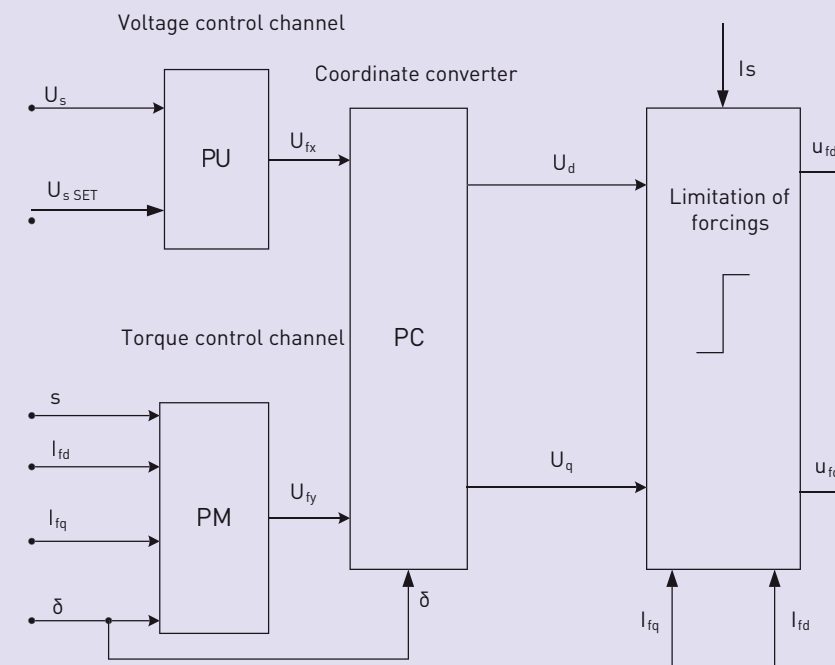 Voltage control channel
Coordinate converter
Is
Us
PU
Ufx
Us SET
Ud
ufd
Limitation of
forcings
Torque control channel
PC
s
Ifd
Ifq
PM
Ufy
Uq
δ
δ
Ifq
Ifd